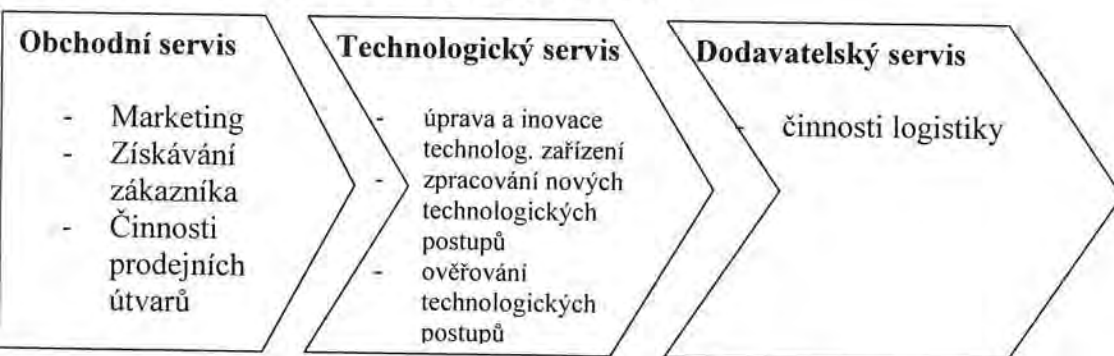 Obchodní servis
- Marketing
- Získávání
zákazníka
- Činnosti
prodejních
útvarů
Technologický servis
- úprava a inovace
technolog. zařízení
- zpracování nových
technologických
postupů
- ověřování
technologických
postupů
Dodavatelský servis
- činnosti logistiky